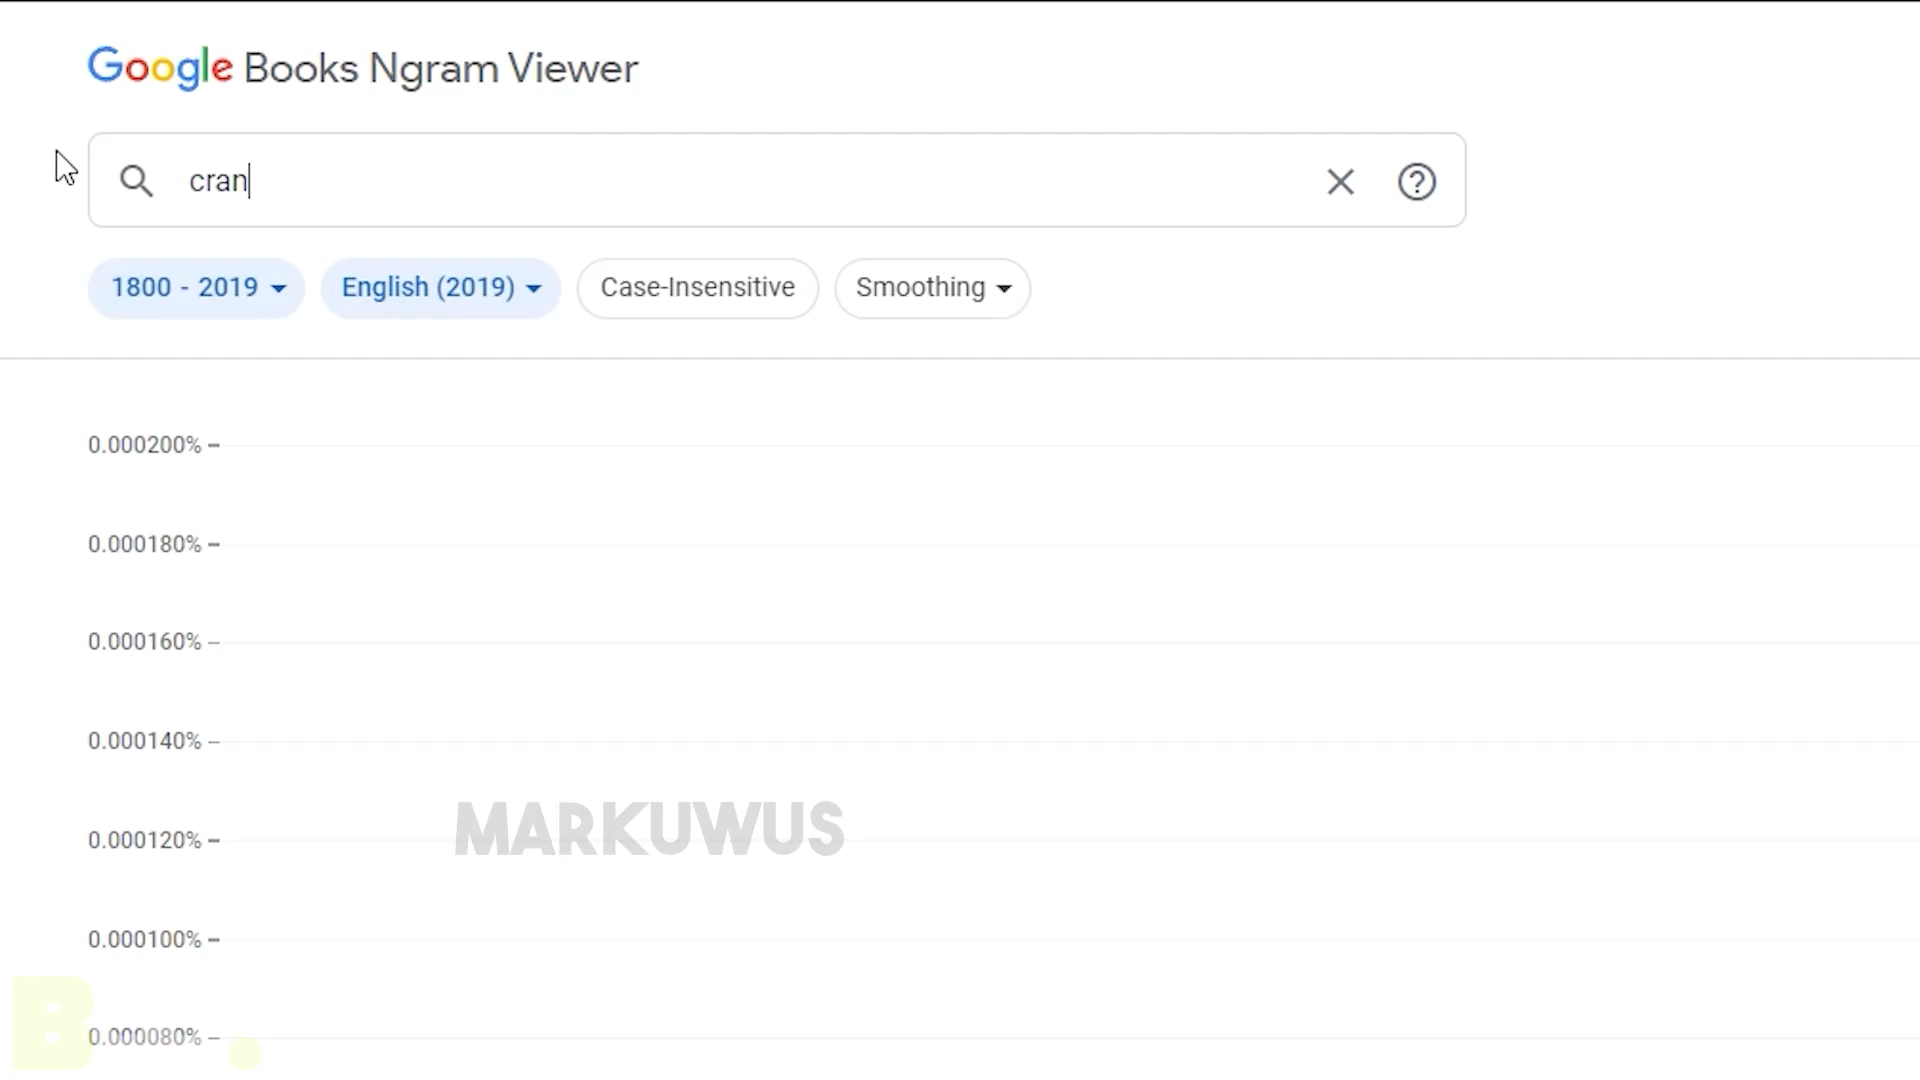 Google Books Ngram Viewer
cran
1800 - 2019
English (2019)
Case-Insensitive
Smoothing
0.000200%
0.000180%
0.000160%
0.000140%
MARKUWUS
0.000120%
0.000100%
B.
0.000080%